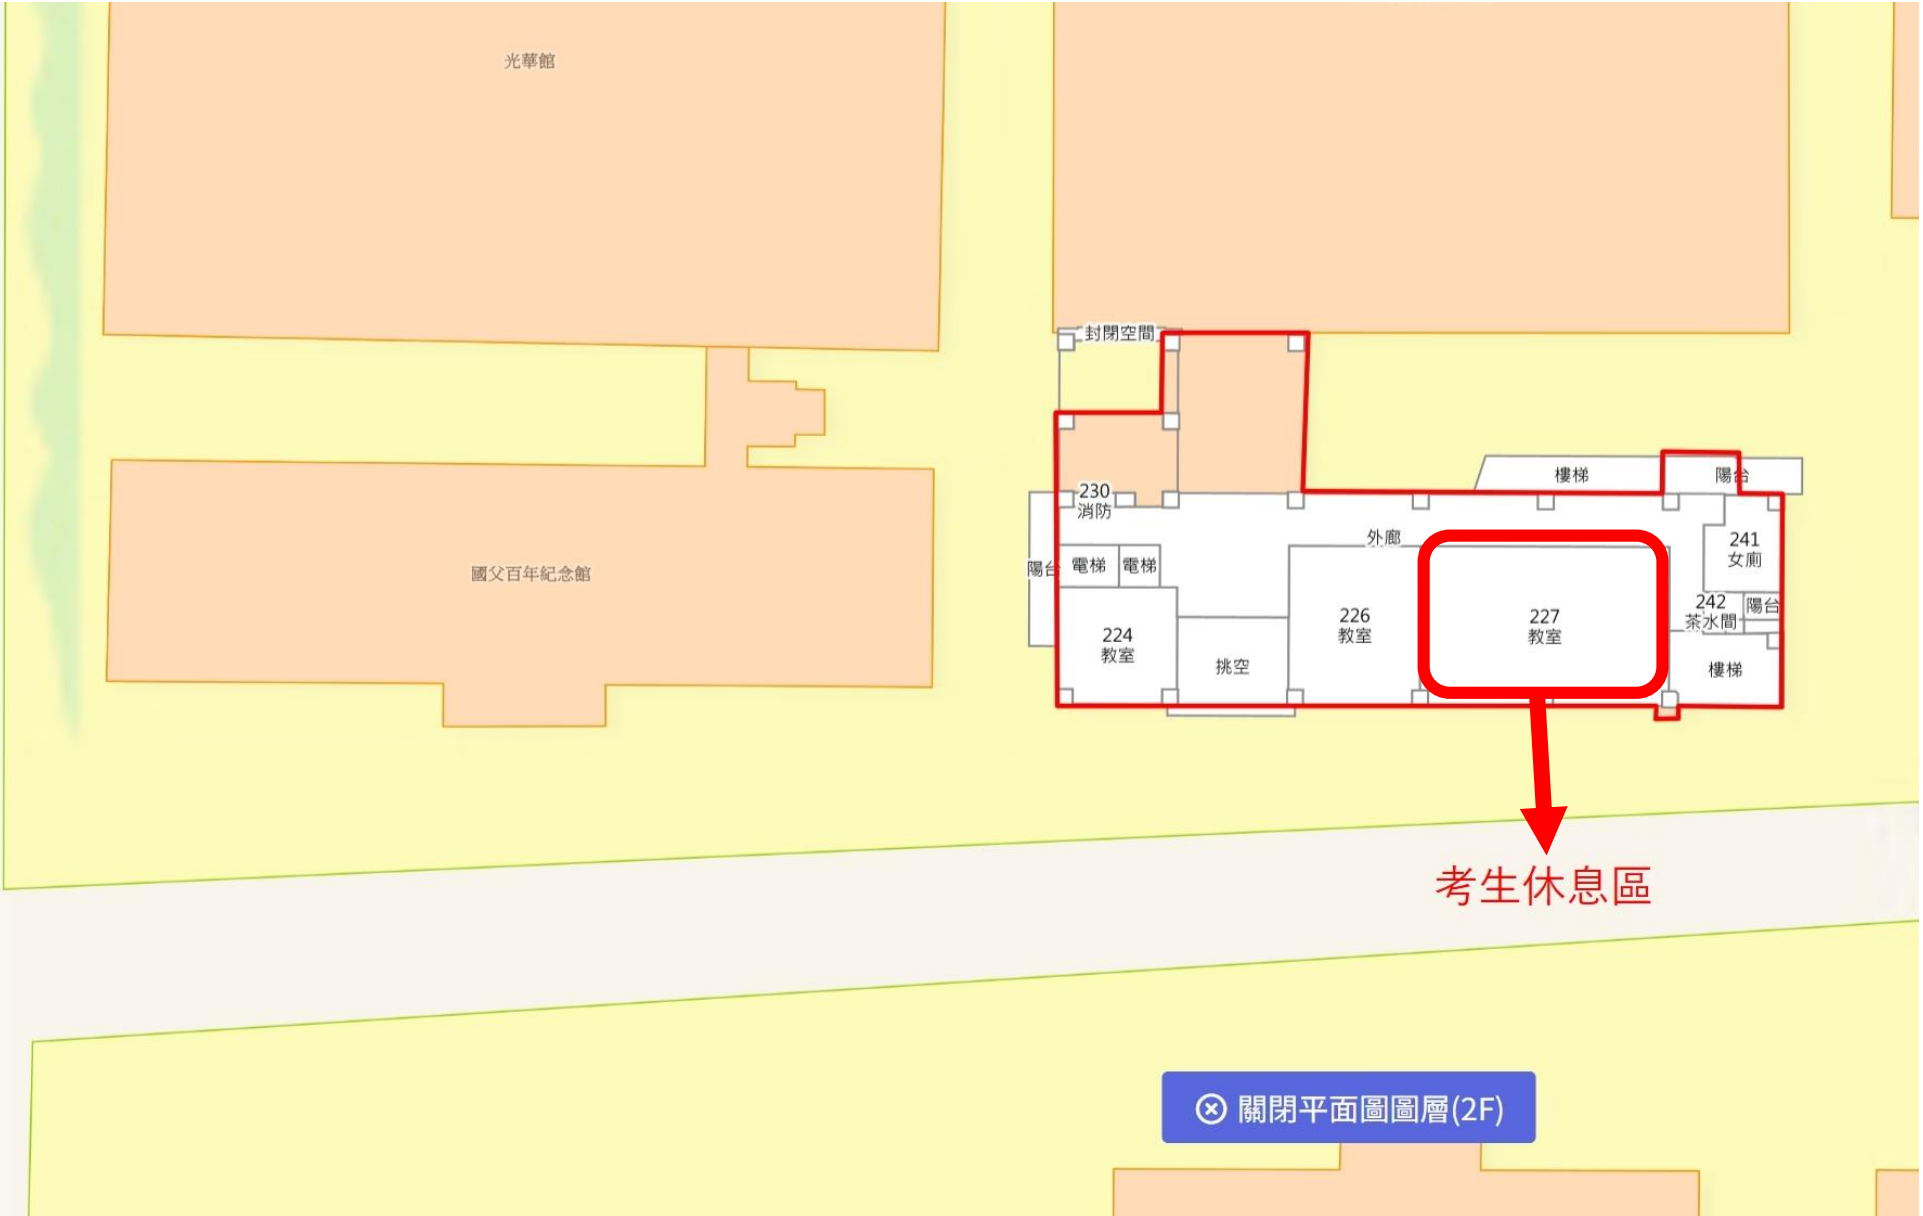 光華館
封閉空間
樓梯
陽台
230
消防
外廊
241
女廁
陽台
電梯
電梯
國父百年紀念館
242
茶水間
陽台
226
教室
227
教室
224
教室
挑空
樓梯
考生休息區
關閉平面圖圖層(2F)